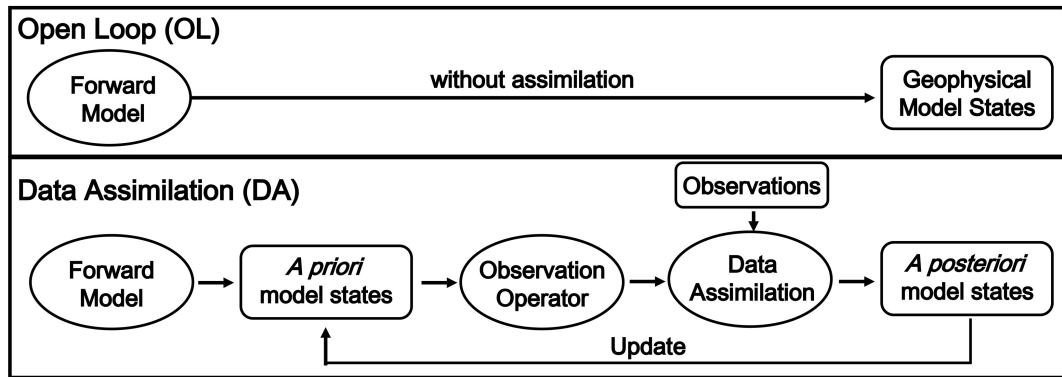 Open Loop (OL)
Forward
Model
without assimilation
Geophysical
Model States
Data Assimilation (DA)
Observations
Forward
Model
A priori
model states
Observation
Operator
Data
Assimilation
A posteriori
model states
Update